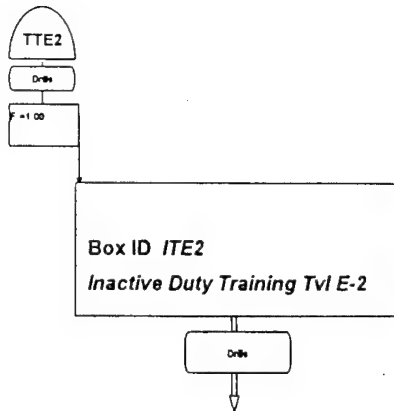 TTE2
Drills
F =1.00
Box ID ITE2
Inactive Duty Training Tvl E-2
Drills